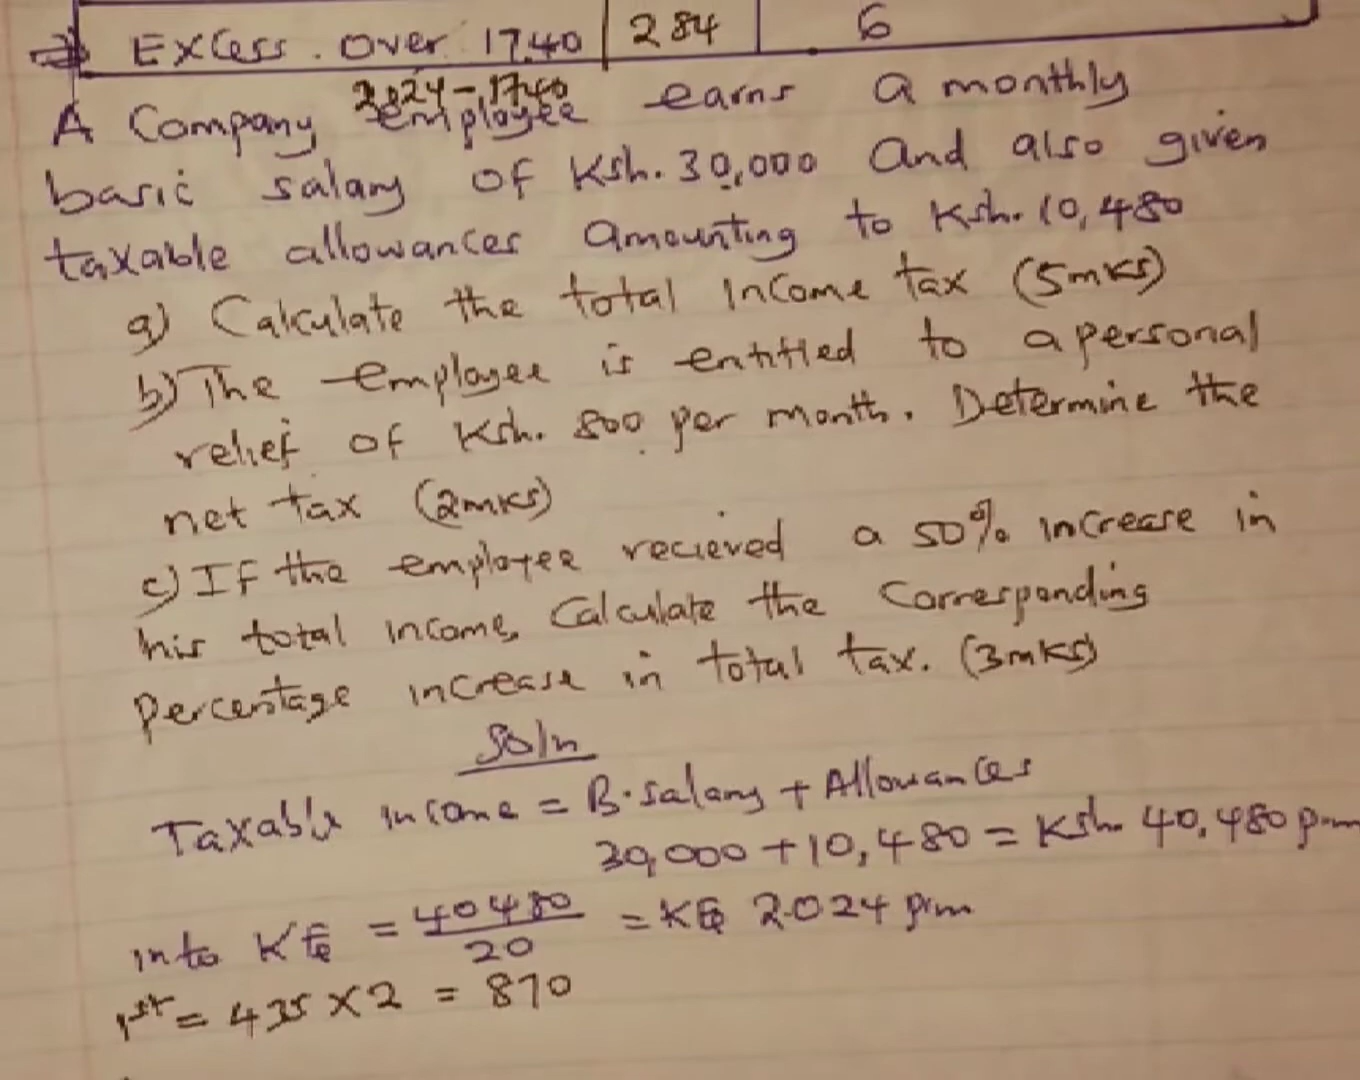 Excess. Over 1740 284 6
2024-1740
A Company employee earns a monthly
basic salary of Ksh. 30,000 and also given
taxable allowances amounting to Ksh. 10,480
a) Calculate the total income tax (5mks)
b) The employee is entitled to a personal
relief of Ksh. 800 per month. Determine the
net tax (2mks)
c) If the employee recieved a 50% increase in
his total income, Calculate the Corresponding
percentage increase in total tax. (3mks)
Soln
Taxable income = B.salary + Allowances
30,000 + 10,480 = Ksh 40,480 p.m
into K£ = 40480/20 = K£ 2024 p.m
1st = 435 x 2 = 870